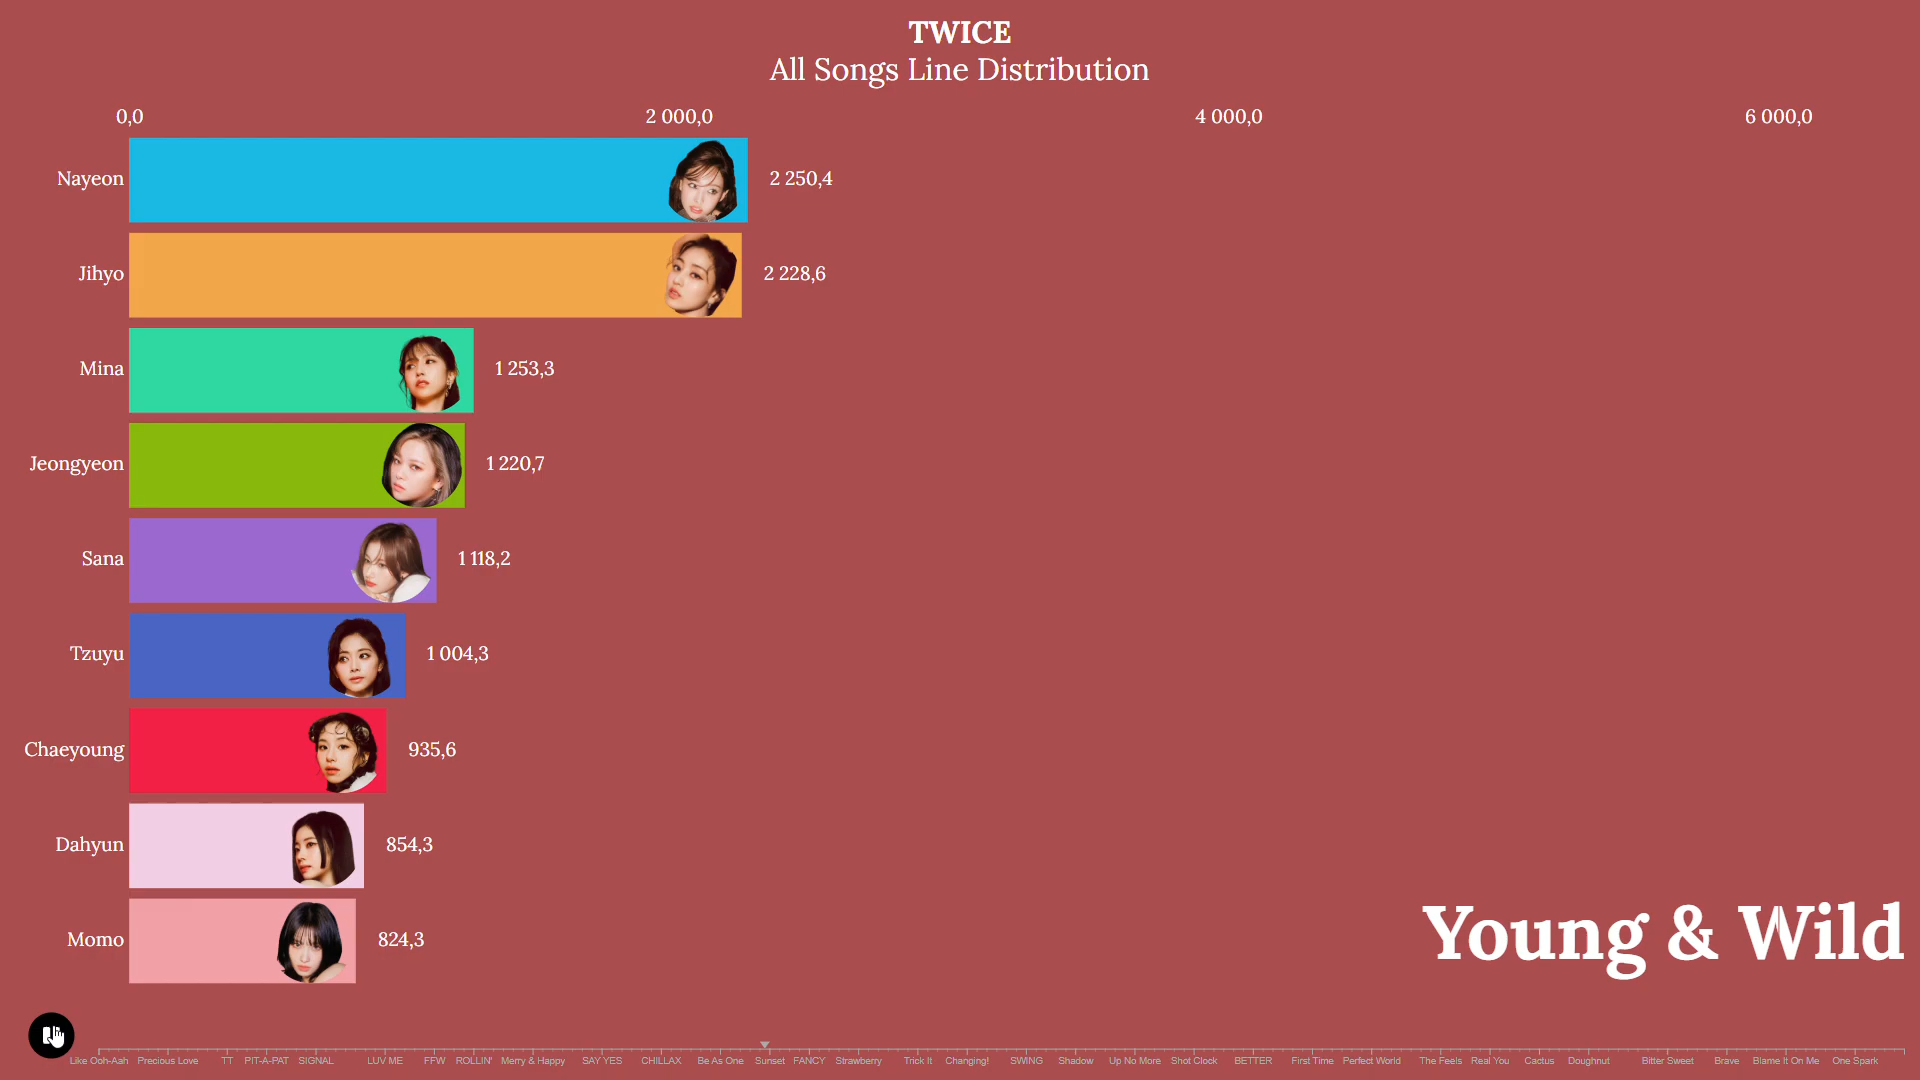 TWICE
All Songs Line Distribution
0,0 2 000,0 4 000,0 6 000,0
Nayeon 2 250,4
Jihyo 2 228,6
Mina 1 253,3
Jeongyeon 1 220,7
Sana 1 118,2
Tzuyu 1 004,3
Chaeyoung 935,6
Dahyun 854,3
Momo 824,3
Young & Wild
Like Ooh-Aah Precious Love TT PIT-A-PAT SIGNAL LUV ME FFW ROLLIN' Merry & Happy SAY YES CHILLAX Be As One Sunset FANCY Strawberry Trick It Changing! SWING Shadow Up No More Shot Clock BETTER First Time Perfect World The Feels Real You Cactus Doughnut Bitter Sweet Brave Blame It On Me One Spark